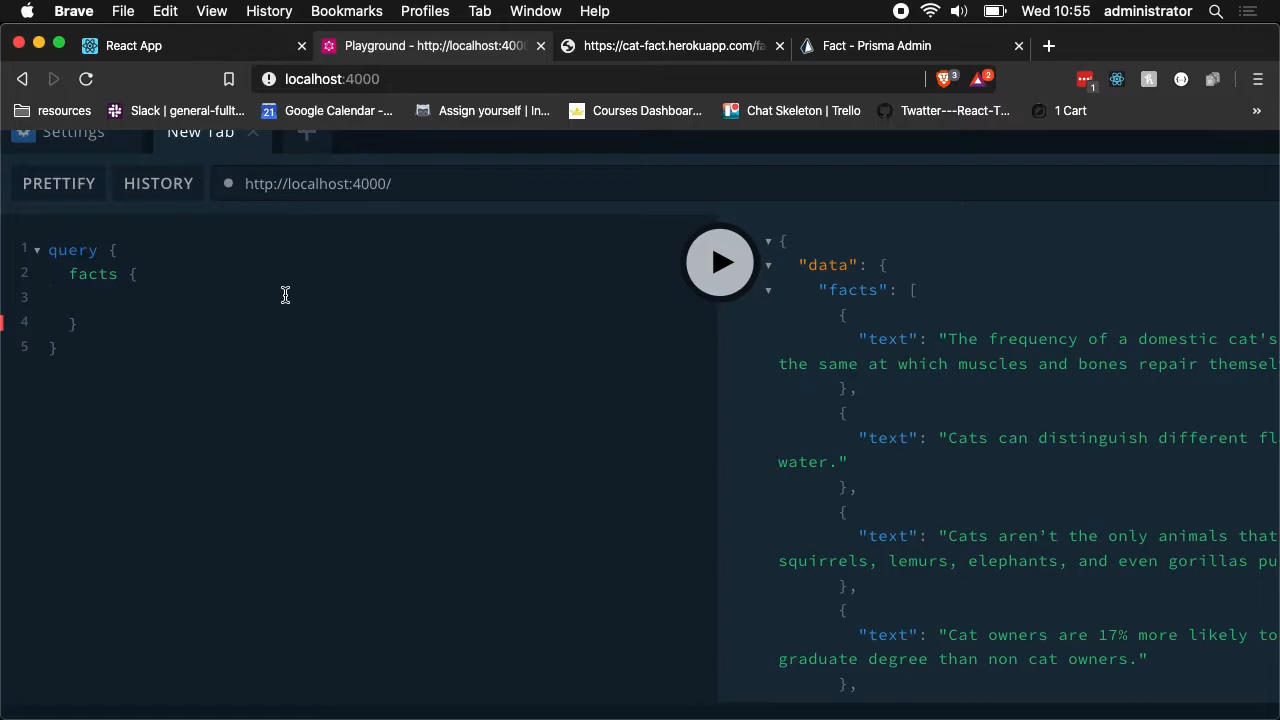 Brave File Edit View History Bookmarks Profiles Tab Window Help Wed 10:55 administrator
React App Playground - http://localhost:400 https://cat-fact.herokuapp.com/fa Fact - Prisma Admin
localhost:4000 3 2 1
resources Slack | general-fullt... 21 Google Calendar -... Assign yourself | In... Courses Dashboar... Chat Skeleton | Trello Twatter---React-T... 1 Cart »
Settings New Tab
PRETTIFY HISTORY http://localhost:4000/
1 query {
2 facts {
3
4 }
5 }
{
"data": {
"facts": [
{
"text": "The frequency of a domestic cat's
the same at which muscles and bones repair themsel
},
{
"text": "Cats can distinguish different fl
water."
},
{
"text": "Cats aren’t the only animals that
squirrels, lemurs, elephants, and even gorillas pu
},
{
"text": "Cat owners are 17% more likely to
graduate degree than non cat owners."
},